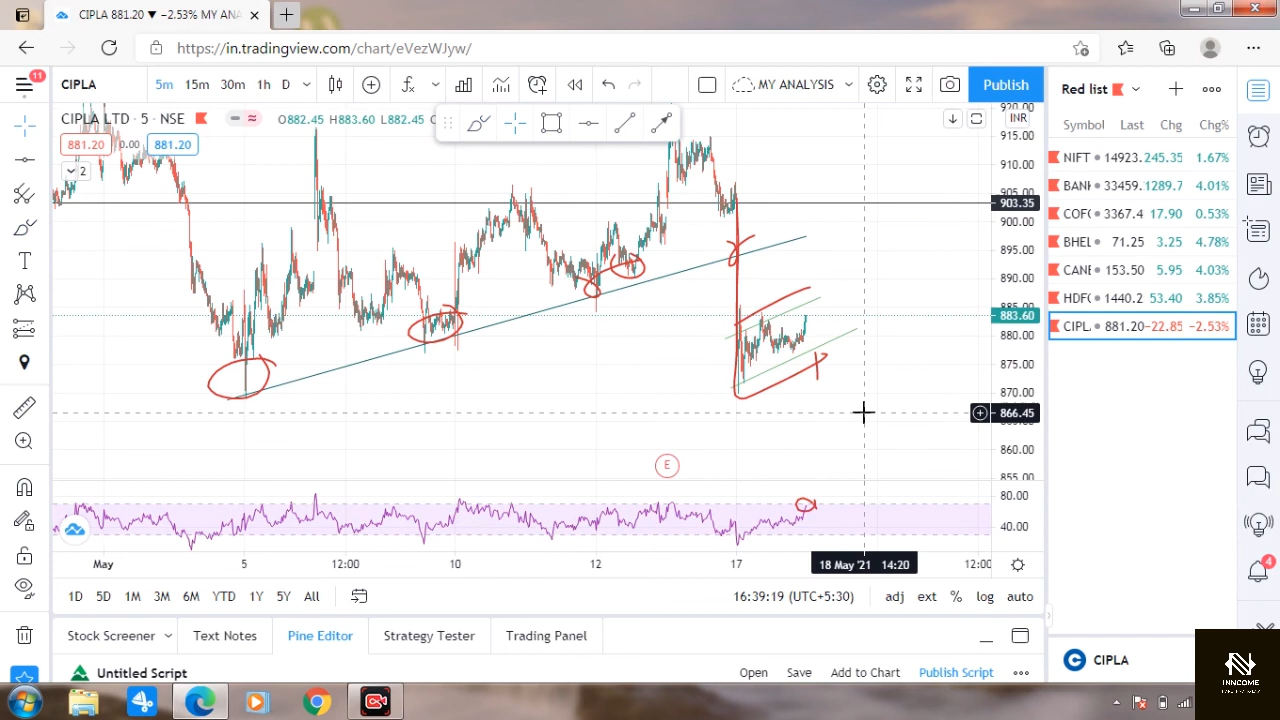 CIPLA 881.20 ▼ −2.53% MY ANA
https://in.tradingview.com/chart/eVezWJyw/
11
CIPLA 5m 15m 30m 1h D MY ANALYSIS Publish
CIPLA LTD · 5 · NSE O882.45 H883.60 L882.45
881.20 0.00 881.20
2
INR
920.00
915.00
910.00
905.00
903.35
900.00
895.00
890.00
885.00
883.60
880.00
875.00
870.00
866.45
865.00
860.00
855.00
E
80.00
40.00
May 5 12:00 10 12 17 18 May '21 14:20 12:00
1D 5D 1M 3M 6M YTD 1Y 5Y All 16:39:19 (UTC+5:30) adj ext % log auto
Stock Screener Text Notes Pine Editor Strategy Tester Trading Panel
Untitled Script Open Save Add to Chart Publish Script
Red list
Symbol Last Chg Chg%
NIFT 14923. 245.35 1.67%
BAN 33459. 1289.7 4.01%
COF 3367.4 17.90 0.53%
BHEL 71.25 3.25 4.78%
CANE 153.50 5.95 4.03%
HDF 1440.2 53.40 3.85%
CIPL 881.20 −22.85 −2.53%
4
CIPLA
INNCOME